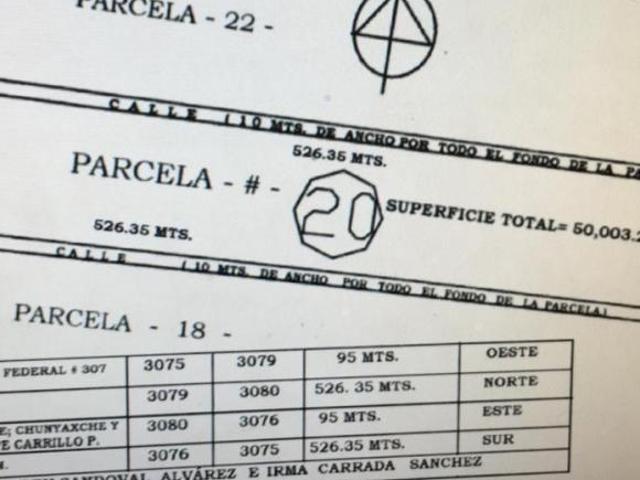 PARCELA - 22 -
CALLE (10 MTS. DE ANCHO POR TODO EL FONDO DE LA
526.35 MTS.
PARCELA - # - 20 SUPERFICIE TOTAL= 50,003.2
526.35 MTS.
CALLE (10 MTS. DE ANCHO POR TODO EL FONDO DE LA PARCELA)
PARCELA - 18 -
FEDERAL # 307 3075 3079 95 MTS. OESTE
3079 3080 526. 35 MTS. NORTE
CHUNYAXCHE Y
CARRILLO P. 3080 3076 95 MTS. ESTE
3076 3075 526.35 MTS. SUR
SANDOVAL ALVÁREZ E IRMA CARRADA SANCHEZ